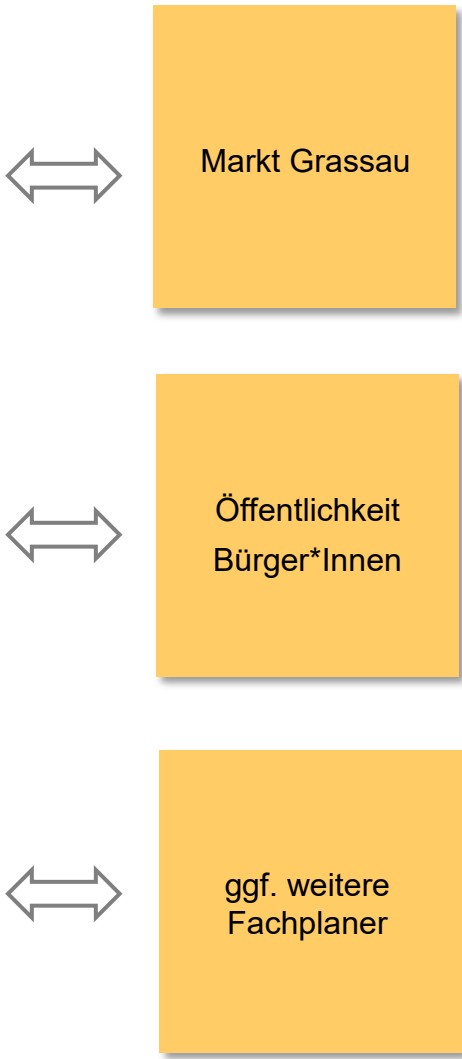 Markt Grassau
Öffentlichkeit
Bürger*Innen
ggf. weitere
Fachplaner